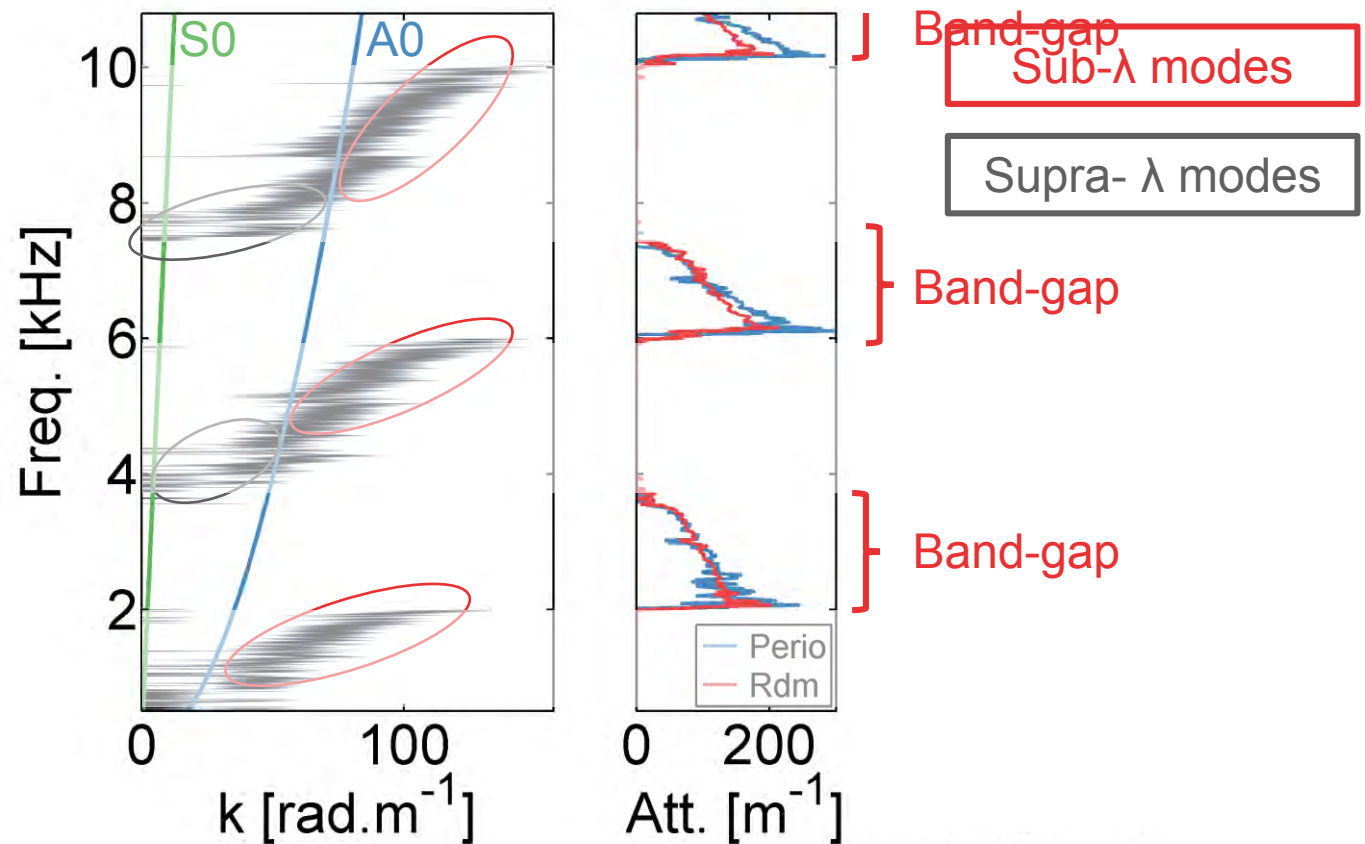 S0
A0
Band-gap
Sub-λ modes
Supra- λ modes
10
8
6
4
2
Freq. [kHz]
0
100
k [rad.m⁻¹]
Band-gap
Band-gap
Perio
Rdm
0
200
Att. [m⁻¹]